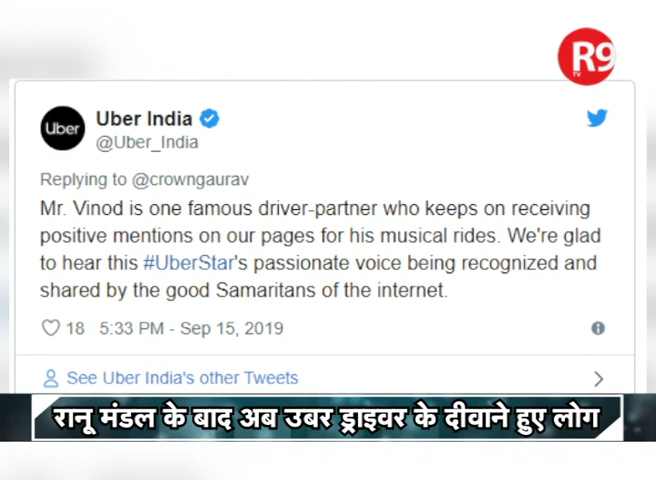 R9
TV
Uber
Uber India
@Uber_India
Replying to @crowngaurav
Mr. Vinod is one famous driver-partner who keeps on receiving
positive mentions on our pages for his musical rides. We're glad
to hear this #UberStar's passionate voice being recognized and
shared by the good Samaritans of the internet.
18 5:33 PM - Sep 15, 2019
See Uber India's other Tweets
रानू मंडल के बाद अब उबर ड्राइवर के दीवाने हुए लोग